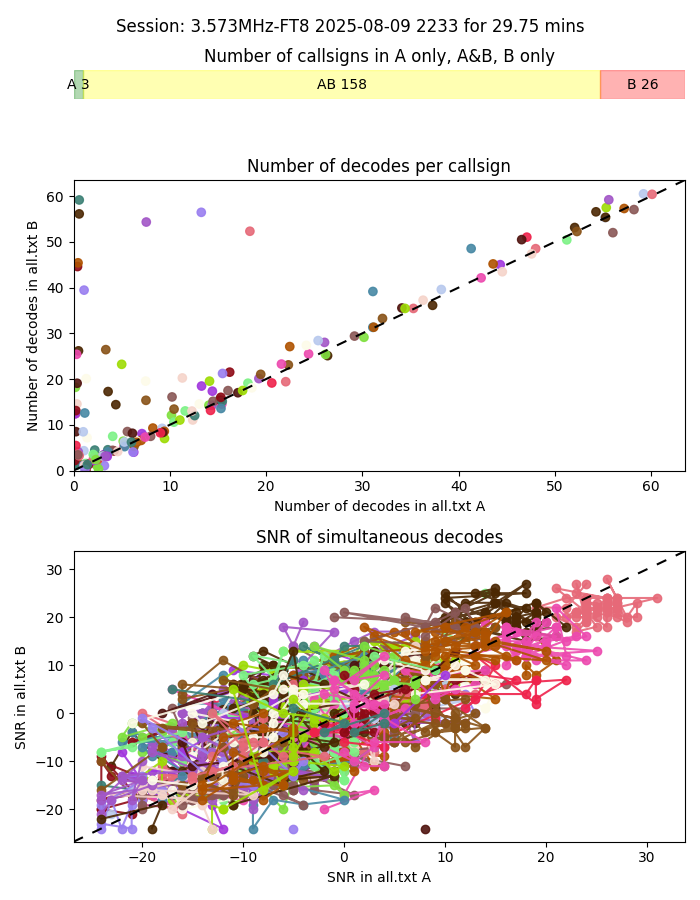 Session: 3.573MHz-FT8 2025-08-09 2233 for 29.75 mins
Number of callsigns in A only, A&B, B only
A 3 AB 158 B 26
Number of decodes per callsign
60
50
40
30
20
10
0
Number of decodes in all.txt B
0 10 20 30 40 50 60
Number of decodes in all.txt A
SNR of simultaneous decodes
30
20
10
0
−10
−20
SNR in all.txt B
−20 −10 0 10 20 30
SNR in all.txt A